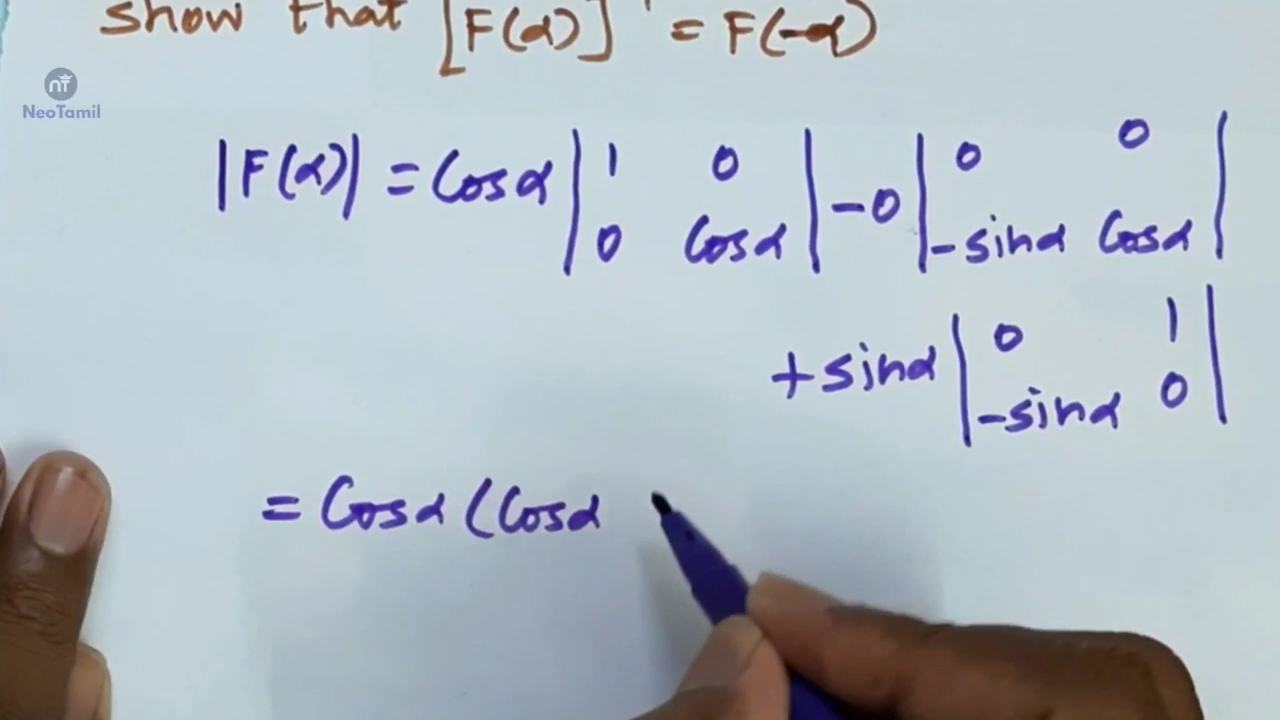 show that [F(α)]⁻¹ = F(-α)
NT
NeoTamil
|F(α)| = Cosα | 1 0 | -0 | 0 0 |
| 0 Cosα | | -sinα Cosα |
+ sinα | 0 1 |
| -sinα 0 |
= Cosα (Cosα